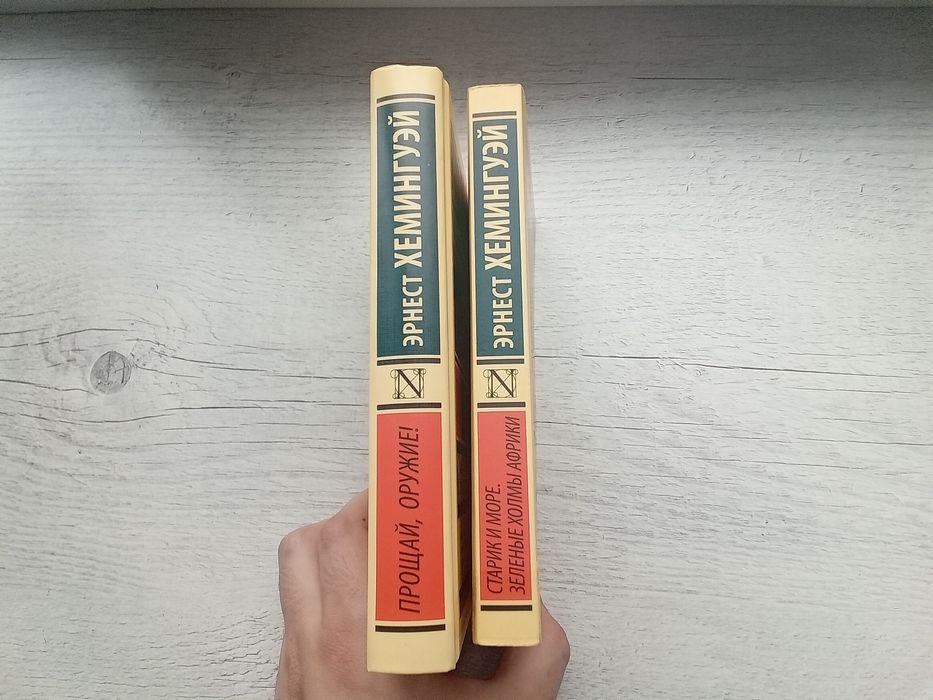 ЭРНЕСТ ХЕМИНГУЭЙ
N
ПРОЩАЙ, ОРУЖИЕ!
ЭРНЕСТ ХЕМИНГУЭЙ
N
СТАРИК И МОРЕ.
ЗЕЛЕНЫЕ ХОЛМЫ АФРИКИ